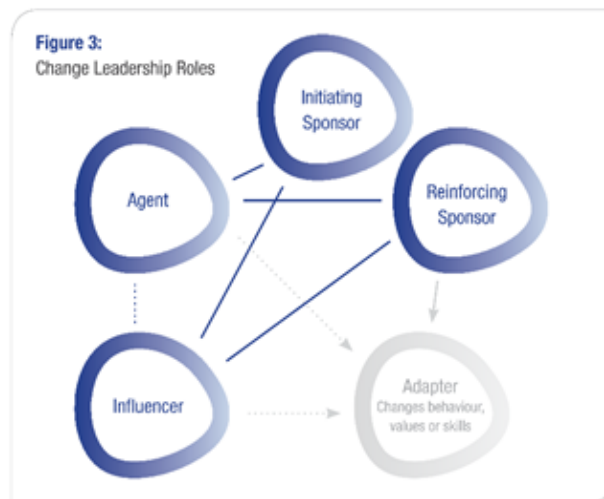 Figure 3:
Change Leadership Roles
Initiating
Sponsor
Agent
Reinforcing
Sponsor
Influencer
Adapter
Changes behaviour,
values or skills